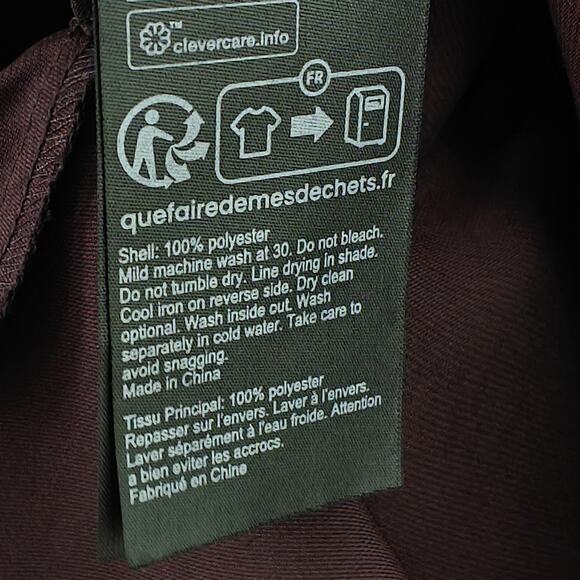 ™
clevercare.info
FR
quefairedemesdechets.fr
Shell: 100% polyester
Mild machine wash at 30. Do not bleach.
Do not tumble dry. Line drying in shade.
Cool iron on reverse side. Dry clean
optional. Wash inside out. Wash
separately in cold water. Take care to
avoid snagging.
Made in China
Tissu Principal: 100% polyester
Repasser sur l'envers. Laver à l'envers.
Laver séparément à l'eau froide. Attention
a bien eviter les accrocs.
Fabriqué en Chine